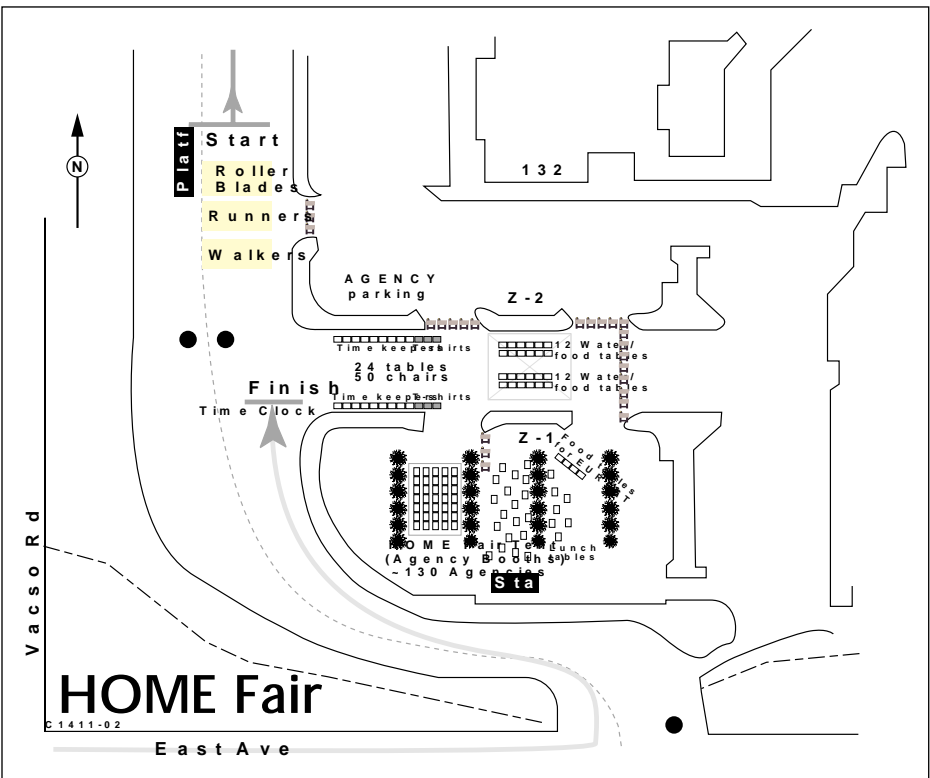 Start
Platf
Roller
Blades
Runners
Walkers
N
132
AGENCY
parking
Z-2
Time keepers
T-shirts
12 Water/
food tables
24 tables
50 chairs
12 Water/
food tables
Finish
Time keepers
T-shirts
Time Clock
Z-1
Food tables
for EUREST
HOME Fair Tent
(Agency Booths)
~130 Agencies
Lunch
tables
Sta
Vacso Rd
HOME Fair
C1411-02
East Ave